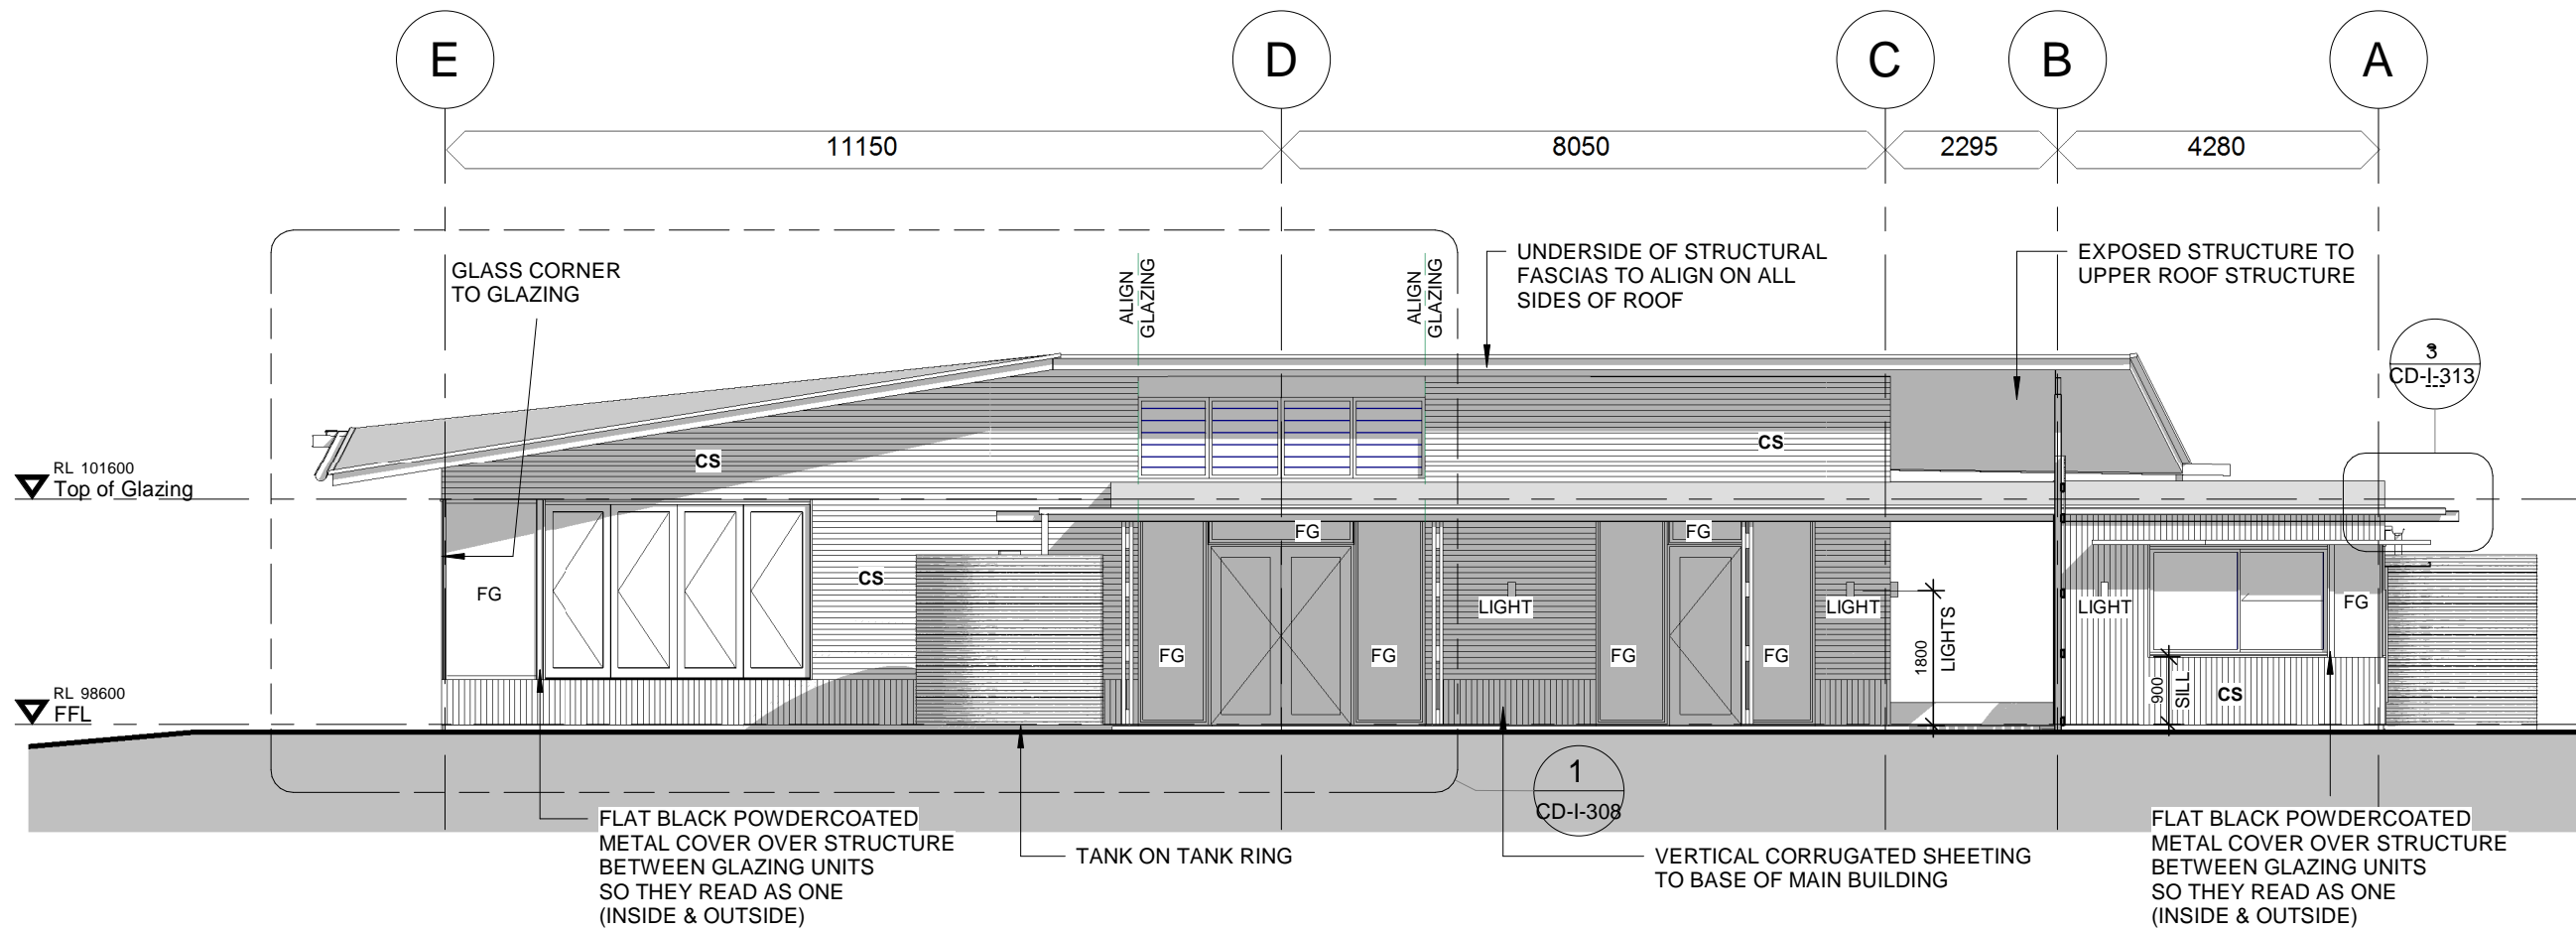 E
D
C
B
A
11150
8050
2295
4280
GLASS CORNER
TO GLAZING
ALIGN
GLAZING
ALIGN
GLAZING
UNDERSIDE OF STRUCTURAL
FASCIAS TO ALIGN ON ALL
SIDES OF ROOF
EXPOSED STRUCTURE TO
UPPER ROOF STRUCTURE
3
CD-I-313
RL 101600
Top of Glazing
CS
CS
CS
FG
FG
FG
FG
FG
FG
FG
LIGHT
LIGHT
1800
LIGHTS
LIGHT
FG
900
SILL
CS
RL 98600
FFL
1
CD-I-308
FLAT BLACK POWDERCOATED
METAL COVER OVER STRUCTURE
BETWEEN GLAZING UNITS
SO THEY READ AS ONE
(INSIDE & OUTSIDE)
TANK ON TANK RING
VERTICAL CORRUGATED SHEETING
TO BASE OF MAIN BUILDING
FLAT BLACK POWDERCOATED
METAL COVER OVER STRUCTURE
BETWEEN GLAZING UNITS
SO THEY READ AS ONE
(INSIDE & OUTSIDE)